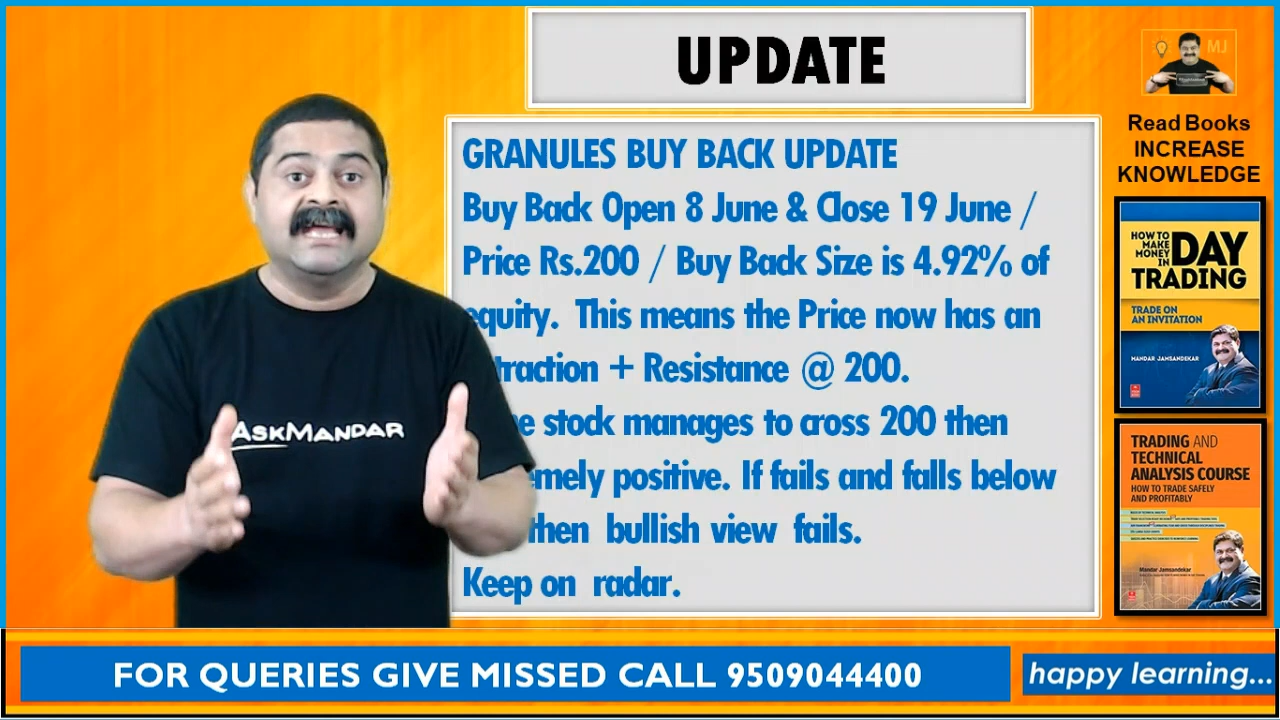 UPDATE
GRANULES BUY BACK UPDATE
Buy Back Open 8 June & Close 19 June /
Price Rs.200 / Buy Back Size is 4.92% of
equity. This means the Price now has an
traction + Resistance @ 200.
stock manages to cross 200 then
positive. If fails and falls below
then bullish view fails.
Keep on radar.
ASKMANDAR
MJ
Read Books
INCREASE
KNOWLEDGE
HOW TO
MAKE
MONEY
IN
DAY
TRADING
TRADE ON
AN INVITATION
MANDAR JAMSANDEKAR
TRADING AND
TECHNICAL
ANALYSIS COURSE
HOW TO TRADE SAFELY
AND PROFITABLY
Mandar Jamsandekar
FOR QUERIES GIVE MISSED CALL 9509044400
happy learning...